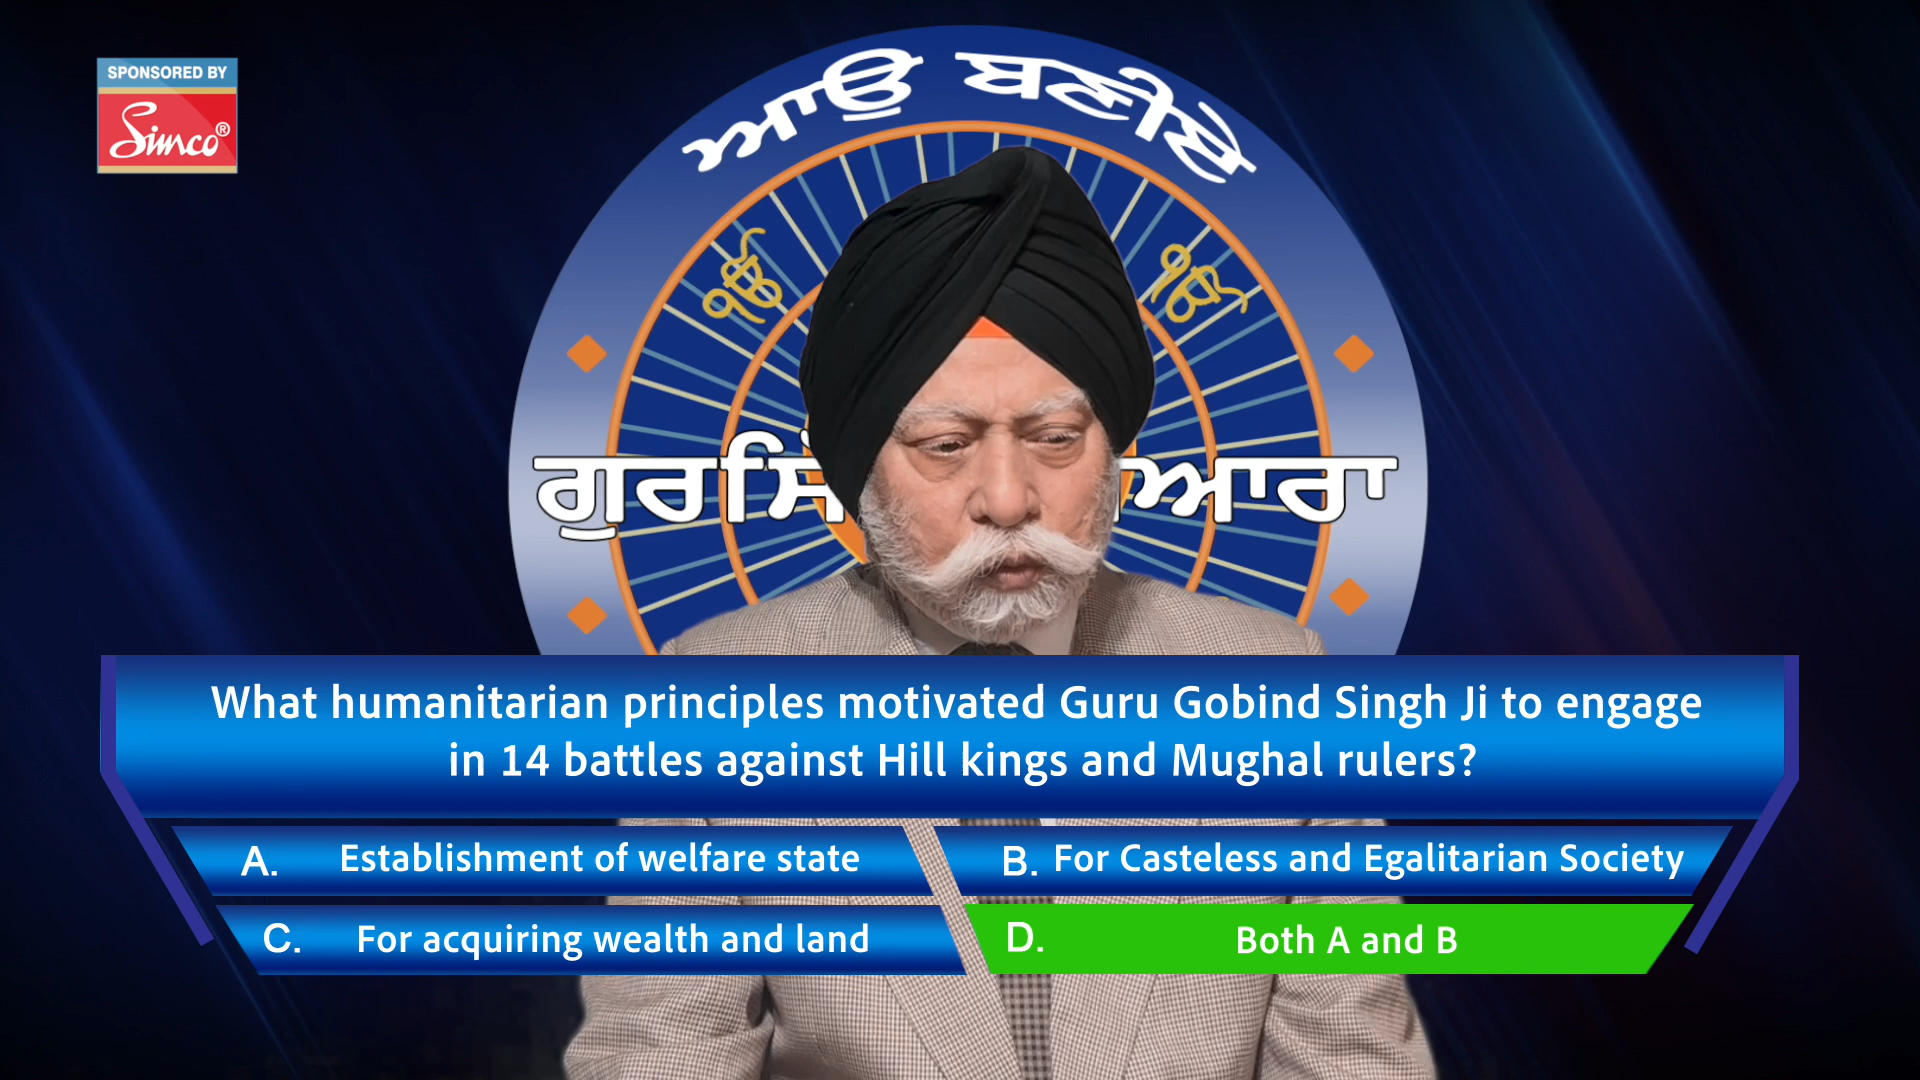 SPONSORED BY
Simco®
ਆਉ ਬਣੀਏ
What humanitarian principles motivated Guru Gobind Singh Ji to engage
in 14 battles against Hill kings and Mughal rulers?
A. Establishment of welfare state
B. For Casteless and Egalitarian Society
C. For acquiring wealth and land
D. Both A and B